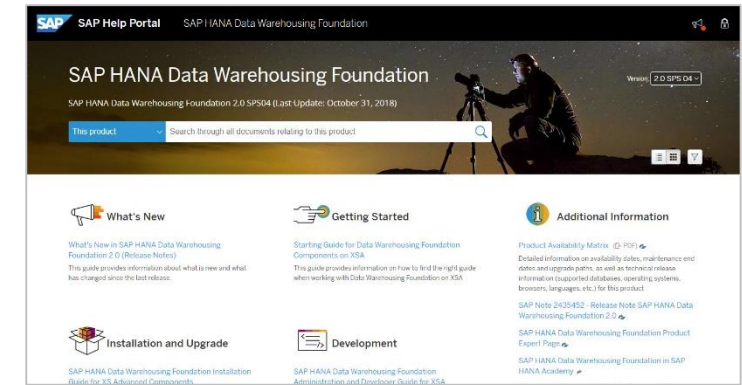 SAP SAP Help Portal SAP HANA Data Warehousing Foundation
SAP HANA Data Warehousing Foundation
Version: 2.0 SPS 04
SAP HANA Data Warehousing Foundation 2.0 SPS04 (Last Update: October 31, 2018)
This product Search through all documents relating to this product
What's New
What's New in SAP HANA Data Warehousing
Foundation 2.0 (Release Notes)
This guide provides information about what is new and what
has changed since the last release.
Getting Started
Starting Guide for Data Warehousing Foundation
Components on XSA
This guide provides information on how to find the right guide
when working with Data Warehousing Foundation on XSA
Additional Information
Product Availability Matrix (PDF)
Detailed information on availability dates, maintenance end
dates and upgrade paths, as well as technical release
information (supported databases, operating systems,
browsers, languages, etc.) for this product
SAP Note 2435452 - Release Note SAP HANA Data
Warehousing Foundation 2.0
SAP HANA Data Warehousing Foundation Product
Expert Page
SAP HANA Data Warehousing Foundation in SAP
HANA Academy
Installation and Upgrade
SAP HANA Data Warehousing Foundation Installation
Guide for XS Advanced Components
Development
SAP HANA Data Warehousing Foundation
Administration and Developer Guide for XSA